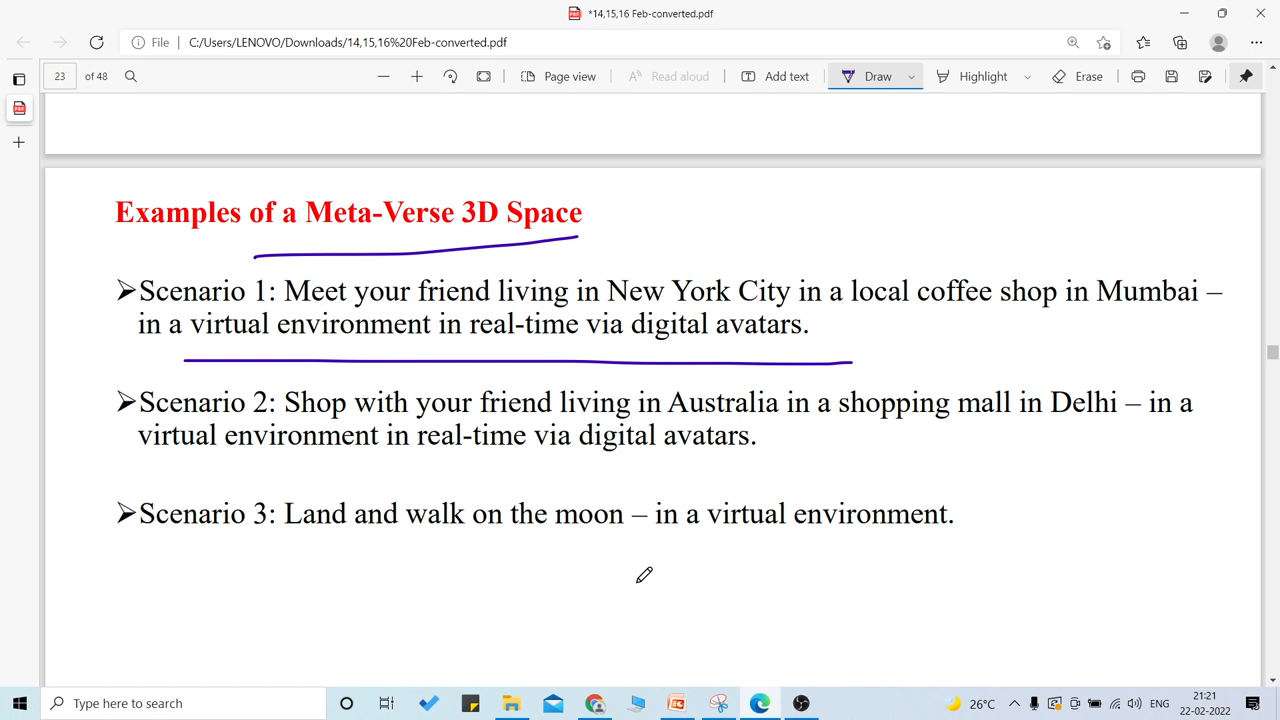 *14,15,16 Feb-converted.pdf
File | C:/Users/LENOVO/Downloads/14,15,16%20Feb-converted.pdf
23 of 48 Page view Read aloud Add text Draw Highlight Erase
Examples of a Meta-Verse 3D Space
➢Scenario 1: Meet your friend living in New York City in a local coffee shop in Mumbai –
in a virtual environment in real-time via digital avatars.
➢Scenario 2: Shop with your friend living in Australia in a shopping mall in Delhi – in a
virtual environment in real-time via digital avatars.
➢Scenario 3: Land and walk on the moon – in a virtual environment.
Type here to search 26°C ENG 21:21
22-02-2022